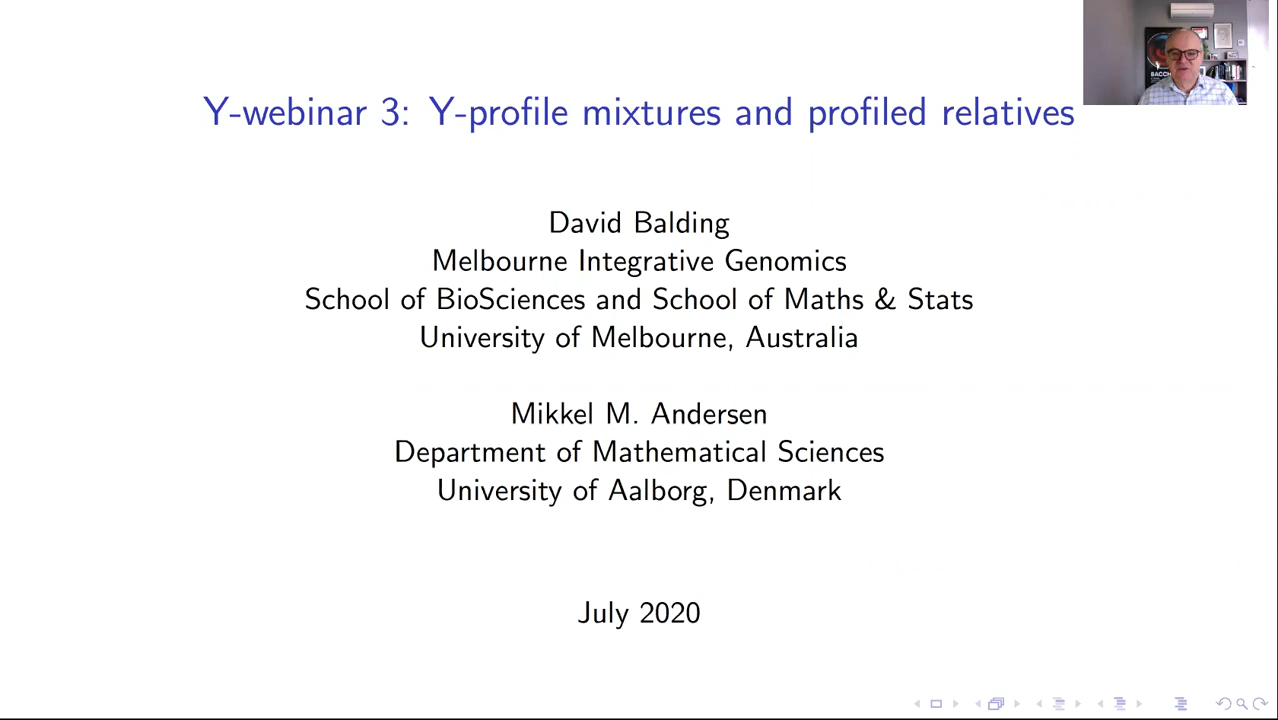 Y-webinar 3: Y-profile mixtures and profiled relatives
David Balding
Melbourne Integrative Genomics
School of BioSciences and School of Maths & Stats
University of Melbourne, Australia
Mikkel M. Andersen
Department of Mathematical Sciences
University of Aalborg, Denmark
July 2020